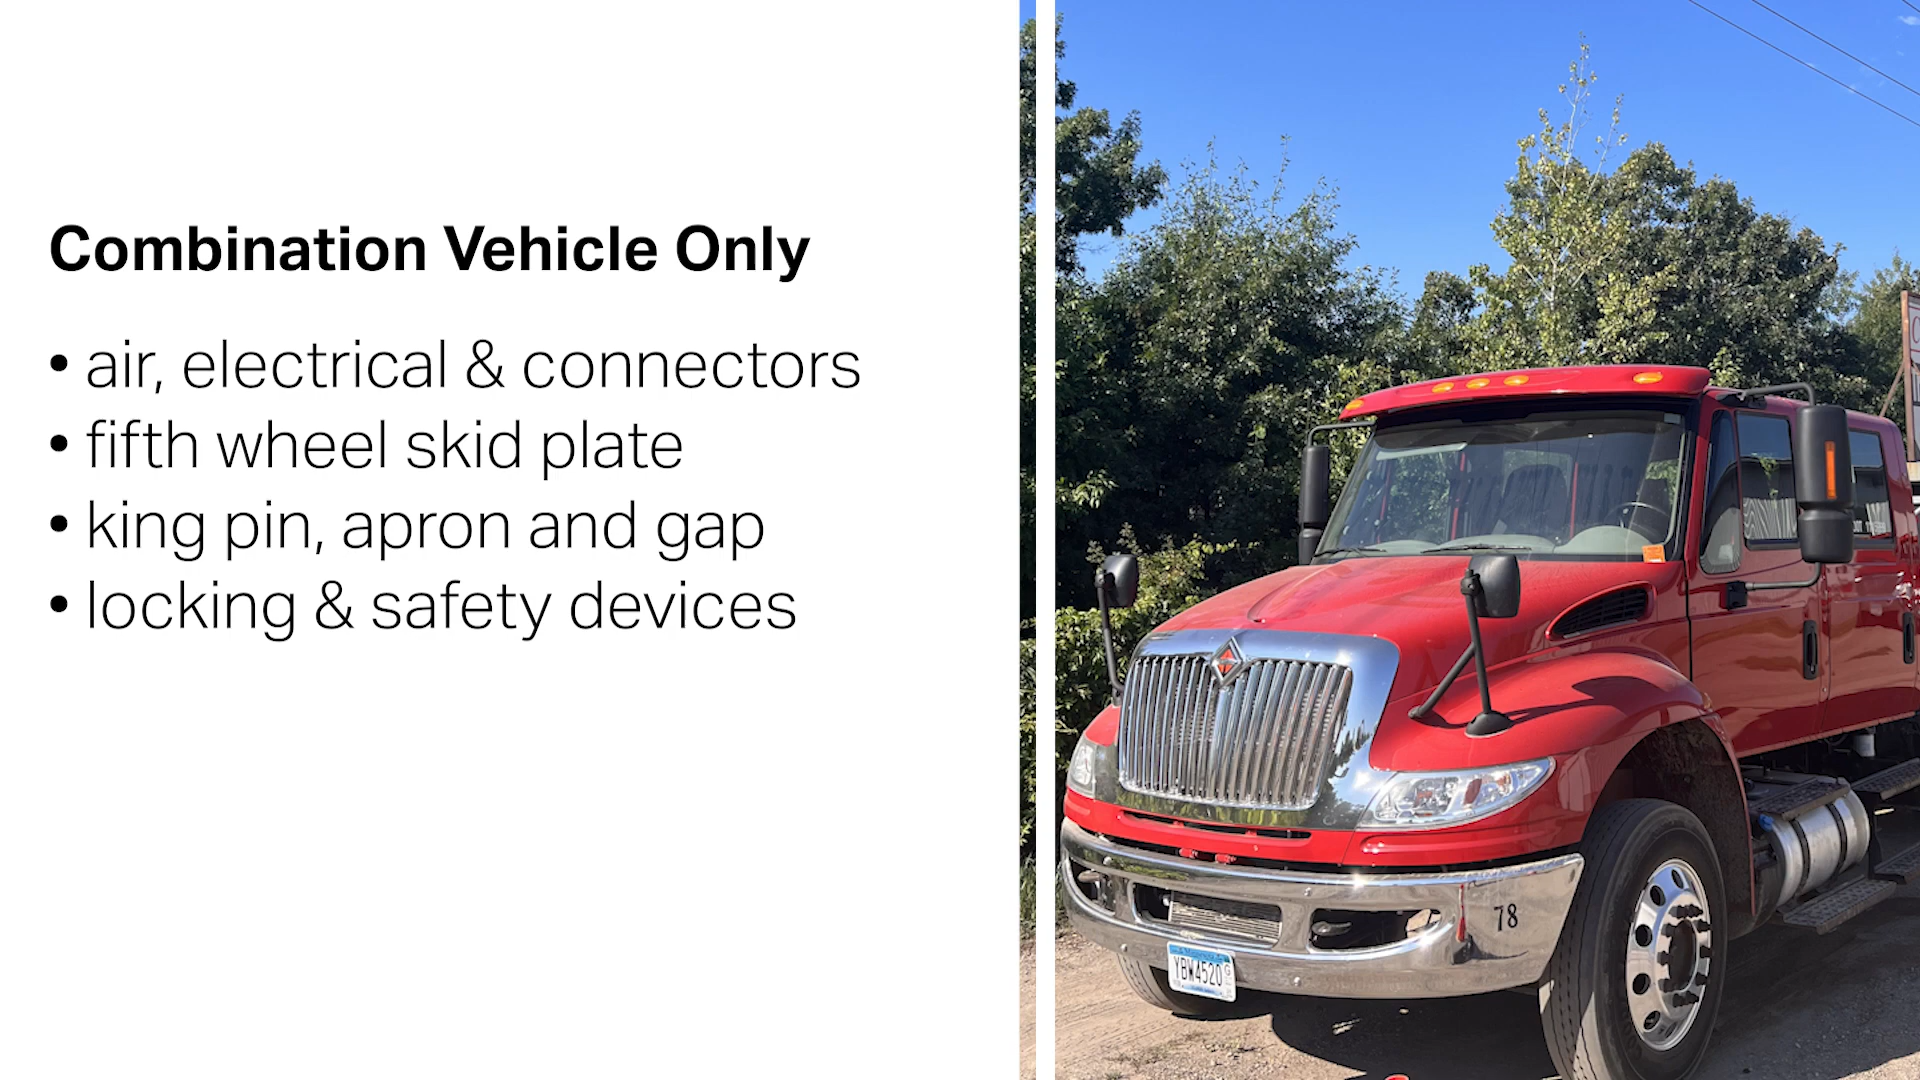 Combination Vehicle Only
• air, electrical & connectors
• fifth wheel skid plate
• king pin, apron and gap
• locking & safety devices
78
YBW4520